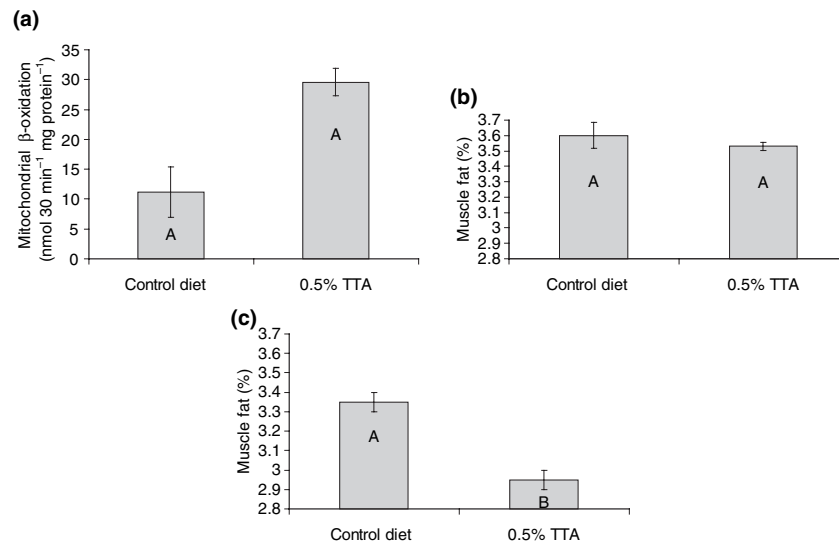 (a)
Mitochondrial β-oxidation
(nmol 30 min⁻¹ mg protein⁻¹)
35
30
25
20
15
10
5
0
A
A
Control diet 0.5% TTA
(b)
Muscle fat (%)
3.7
3.6
3.5
3.4
3.3
3.2
3.1
3
2.9
2.8
A
A
Control diet 0.5% TTA
(c)
Muscle fat (%)
3.7
3.6
3.5
3.4
3.3
3.2
3.1
3
2.9
2.8
A
B
Control diet 0.5% TTA